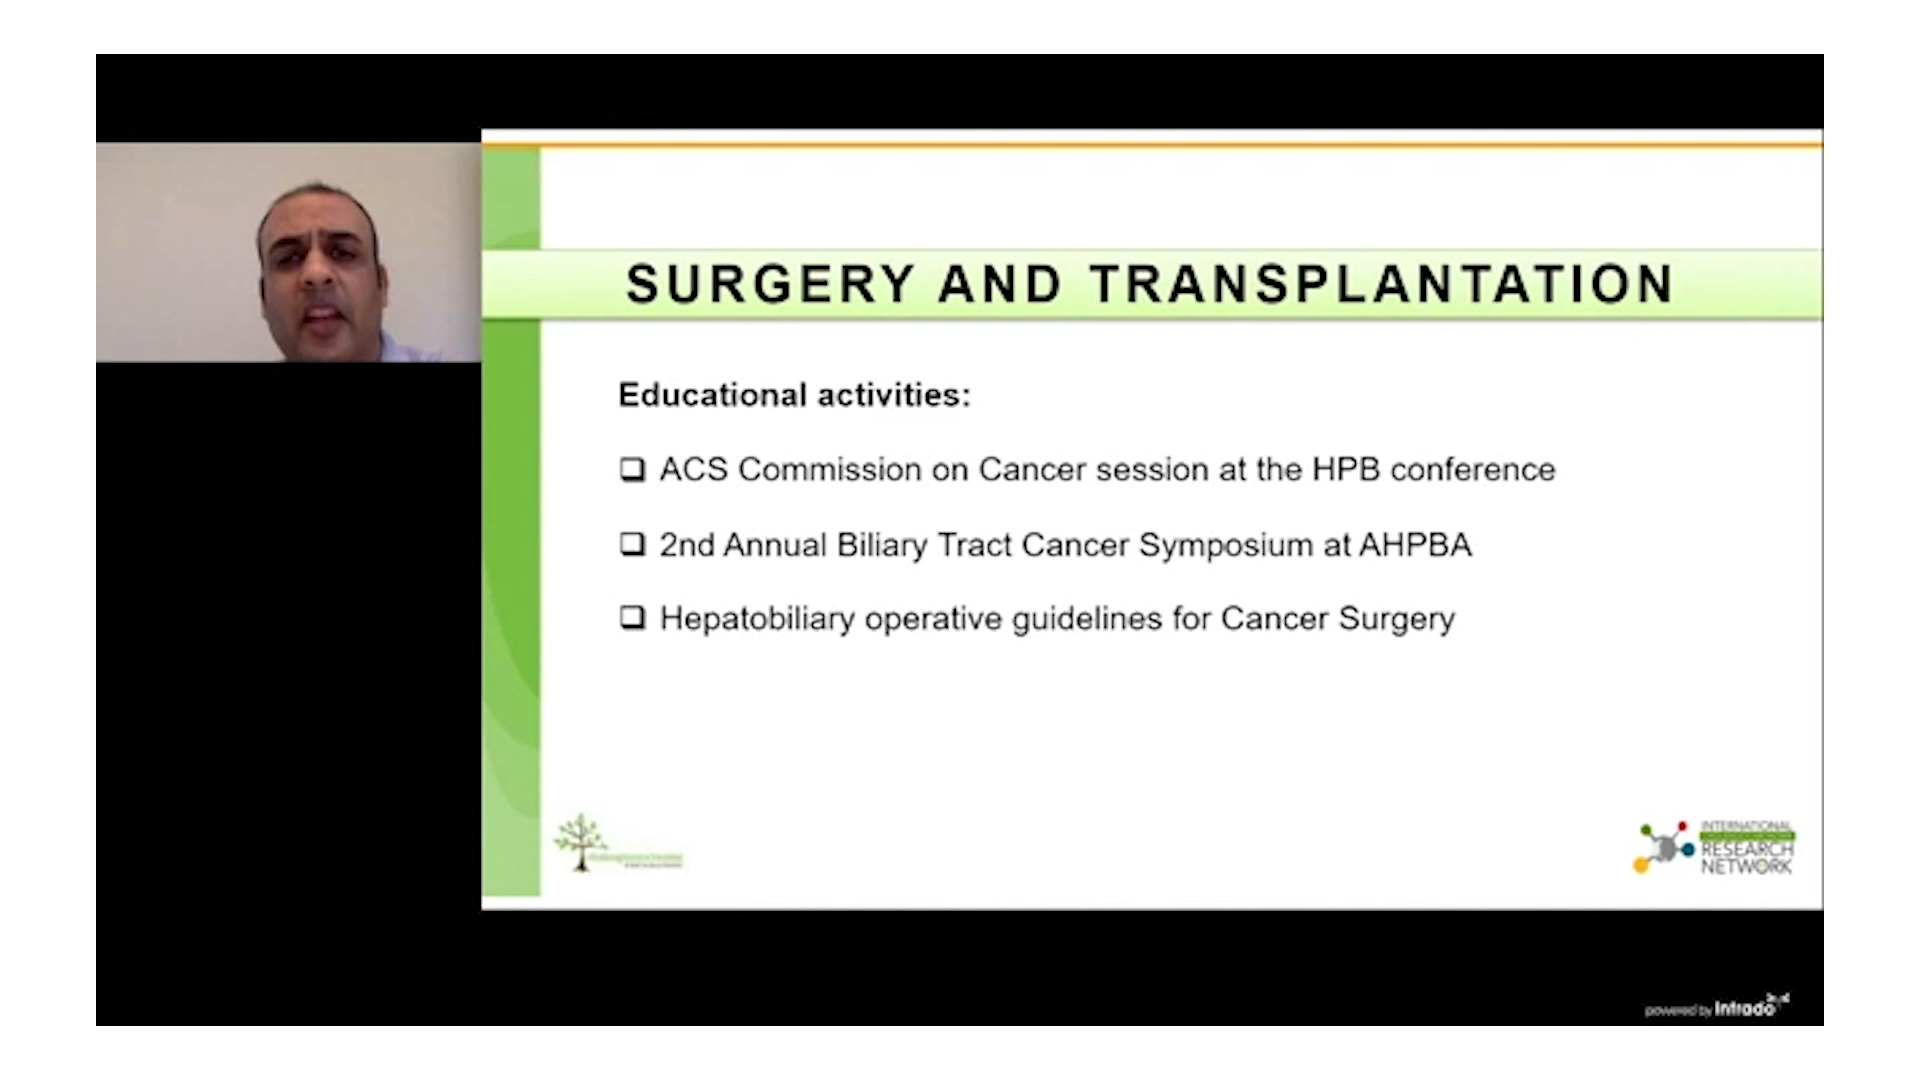 SURGERY AND TRANSPLANTATION
Educational activities:
ACS Commission on Cancer session at the HPB conference
2nd Annual Biliary Tract Cancer Symposium at AHPBA
Hepatobiliary operative guidelines for Cancer Surgery
INTERNATIONAL
RESEARCH
NETWORK
powered by Intrado